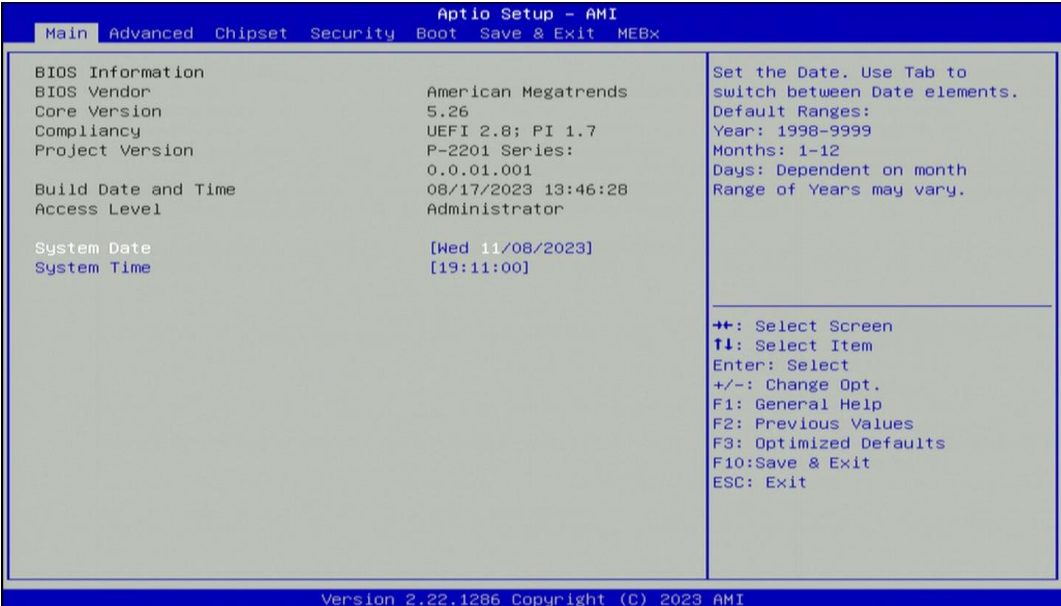 Aptio Setup – AMI
Main Advanced Chipset Security Boot Save & Exit MEBx
BIOS Information
BIOS Vendor American Megatrends
Core Version 5.26
Compliancy UEFI 2.8; PI 1.7
Project Version P-2201 Series:
0.0.01.001
Build Date and Time 08/17/2023 13:46:28
Access Level Administrator
System Date [Wed 11/08/2023]
System Time [19:11:00]
Set the Date. Use Tab to
switch between Date elements.
Default Ranges:
Year: 1998-9999
Months: 1-12
Days: Dependent on month
Range of Years may vary.
→←: Select Screen
↑↓: Select Item
Enter: Select
+/-: Change Opt.
F1: General Help
F2: Previous Values
F3: Optimized Defaults
F10:Save & Exit
ESC: Exit
Version 2.22.1286 Copyright (C) 2023 AMI